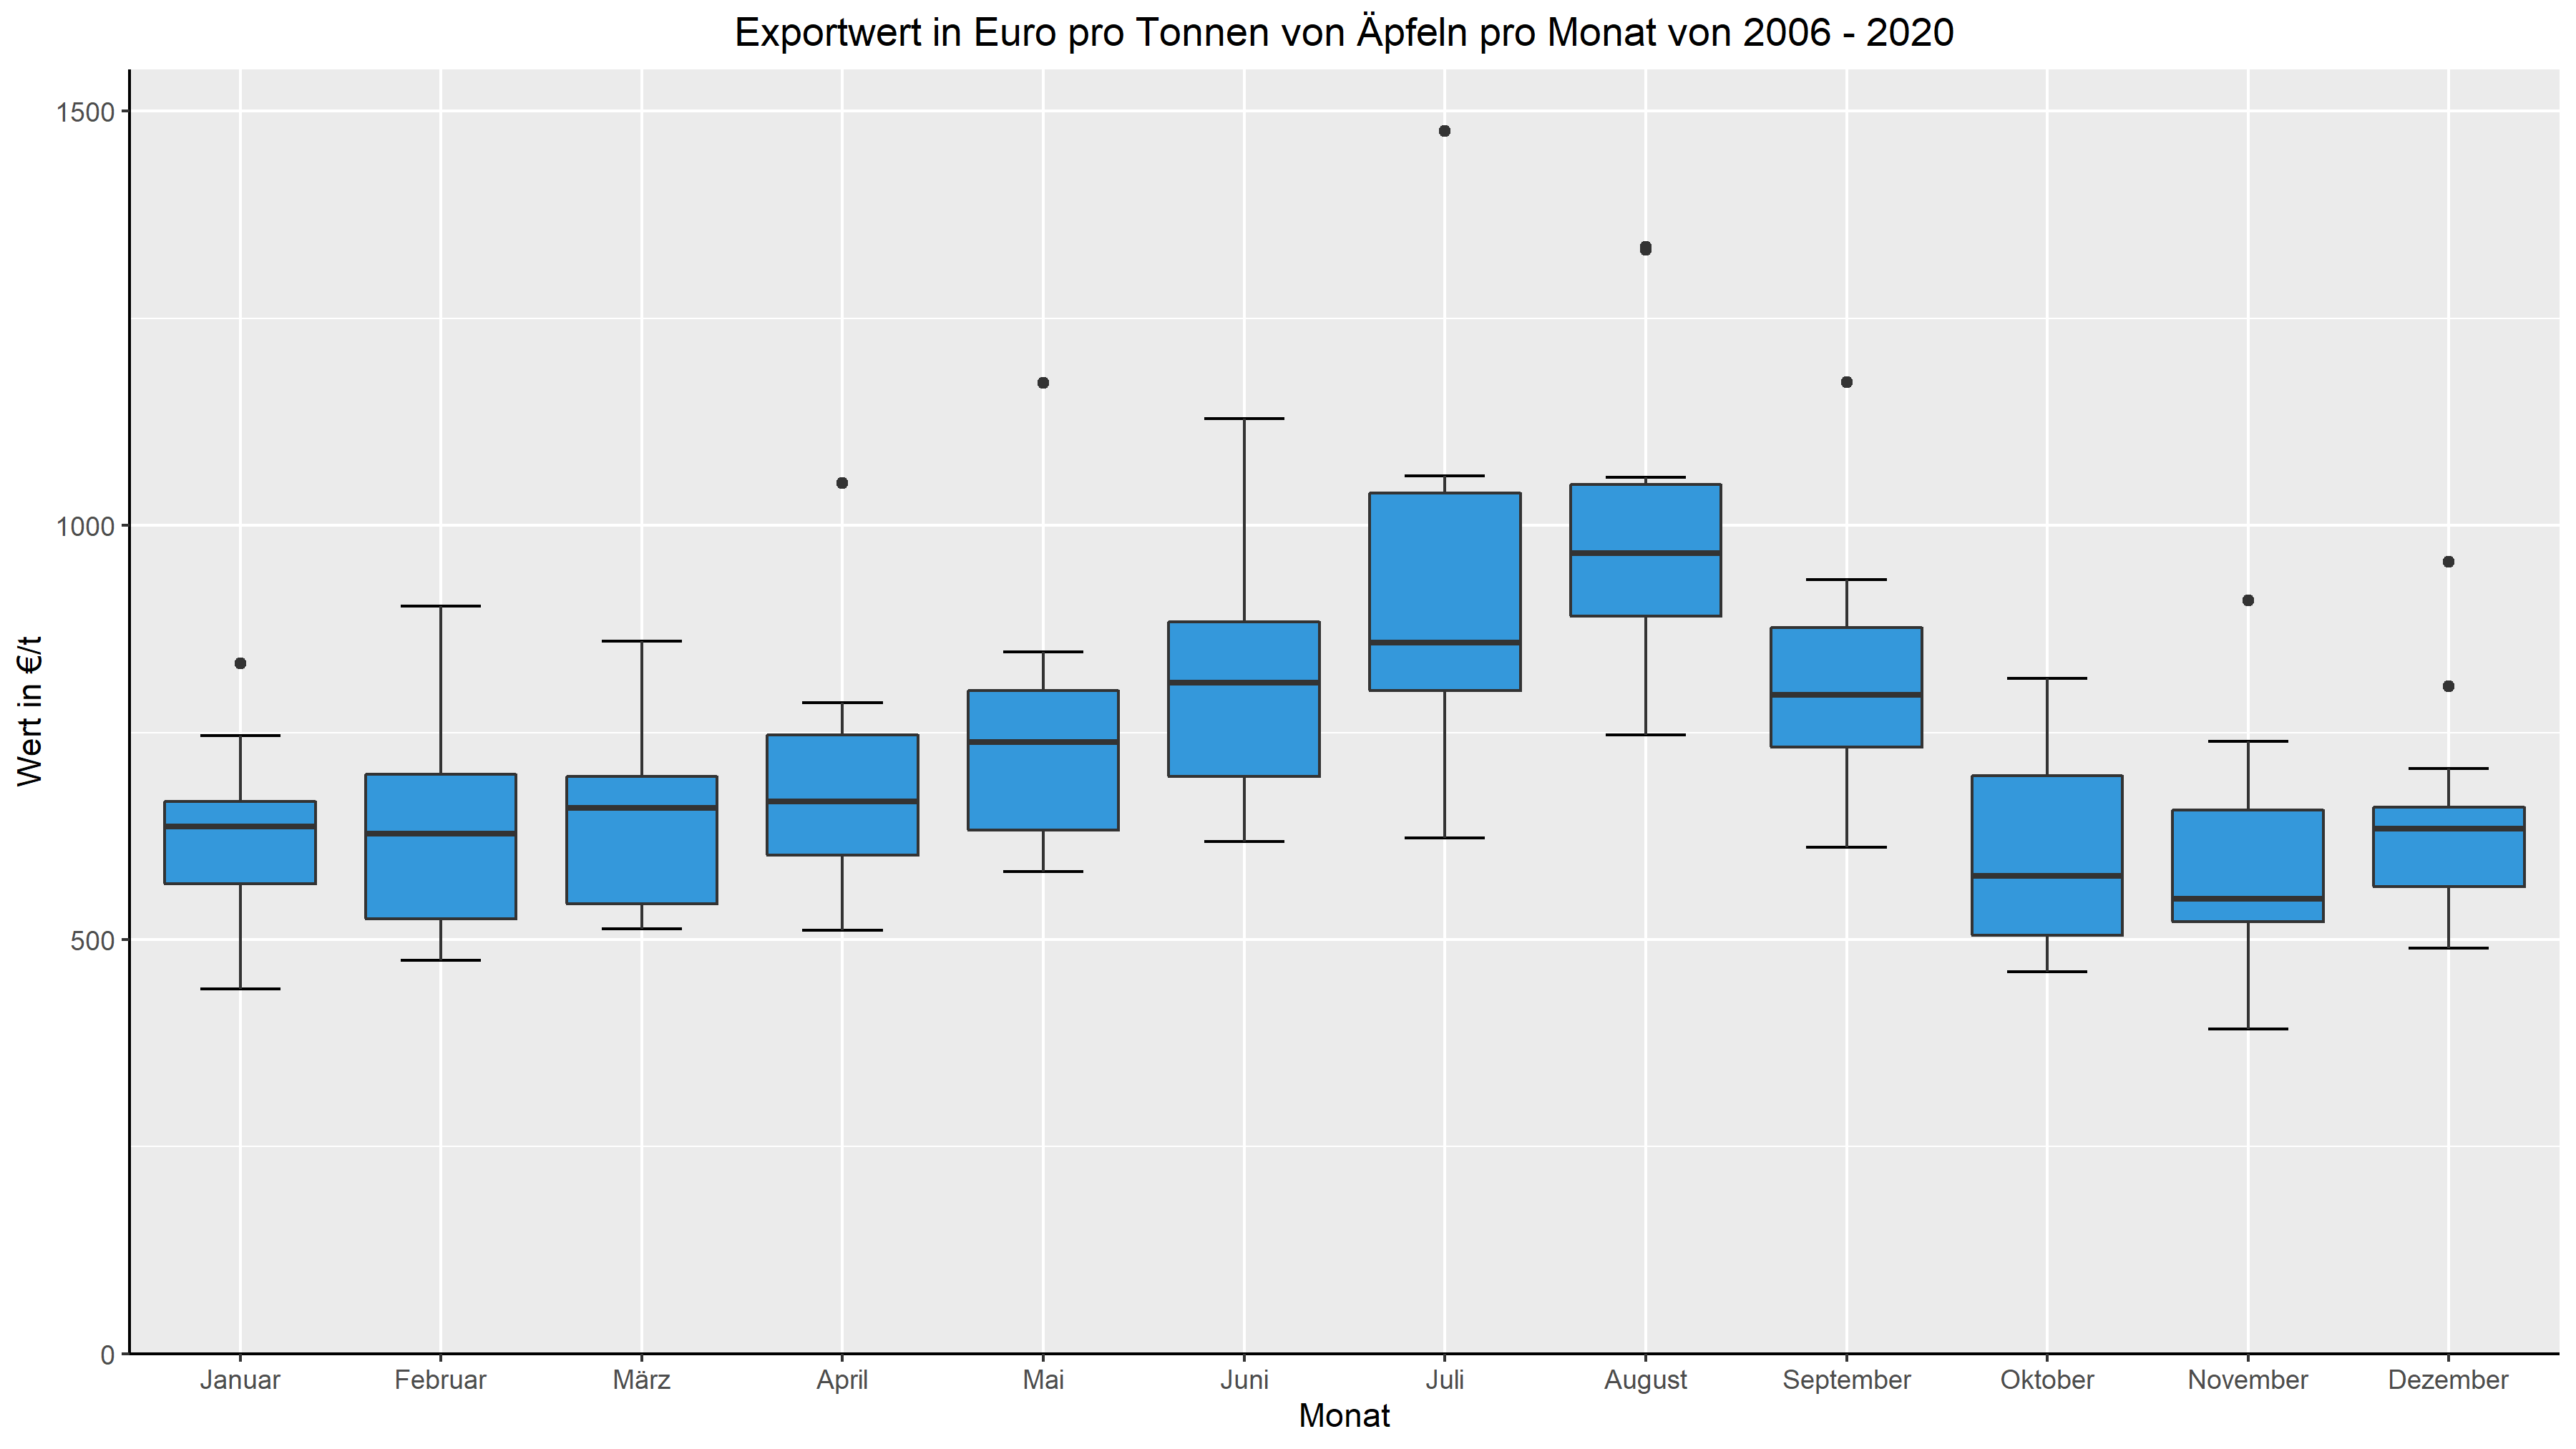 Exportwert in Euro pro Tonnen von Äpfeln pro Monat von 2006 - 2020
Wert in €/t
1500
1000
500
0
Januar Februar März April Mai Juni Juli August September Oktober November Dezember
Monat